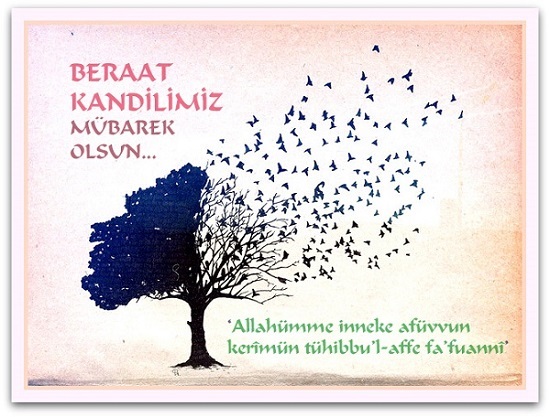 BERAAT
KANDİLİMİZ
MÜBAREK
OLSUN...
'Allahümme inneke afüvvun
kerîmün tühibbu'l-affe fa'fuannî'